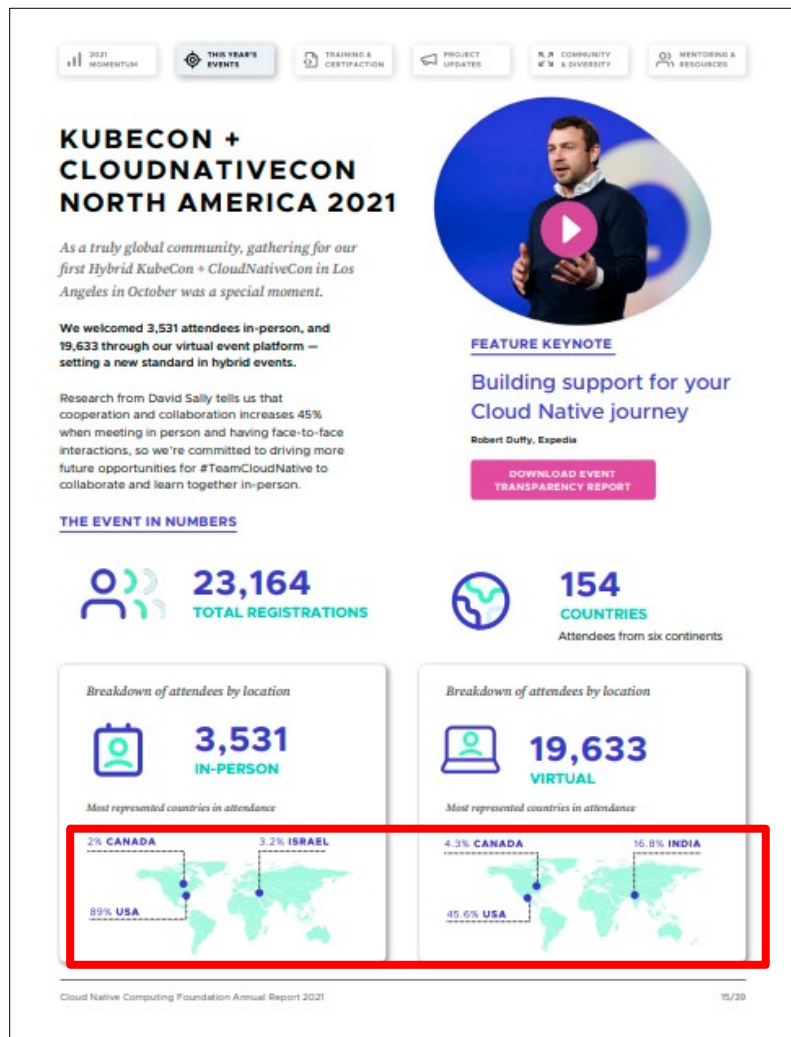 2021
MOMENTUM
THIS YEAR'S
EVENTS
TRAINING &
CERTIFACTION
PROJECT
UPDATES
COMMUNITY
& DIVERSITY
MENTORING &
RESOURCES
KUBECON +
CLOUDNATIVECON
NORTH AMERICA 2021
As a truly global community, gathering for our
first Hybrid KubeCon + CloudNativeCon in Los
Angeles in October was a special moment.
We welcomed 3,531 attendees in-person, and
19,633 through our virtual event platform —
setting a new standard in hybrid events.
Research from David Sally tells us that
cooperation and collaboration increases 45%
when meeting in person and having face-to-face
interactions, so we're committed to driving more
future opportunities for #TeamCloudNative to
collaborate and learn together in-person.
FEATURE KEYNOTE
Building support for your
Cloud Native journey
Robert Duffy, Expedia
DOWNLOAD EVENT
TRANSPARENCY REPORT
THE EVENT IN NUMBERS
23,164
TOTAL REGISTRATIONS
154
COUNTRIES
Attendees from six continents
Breakdown of attendees by location
3,531
IN-PERSON
Most represented countries in attendance
2% CANADA
3.2% ISRAEL
89% USA
Breakdown of attendees by location
19,633
VIRTUAL
Most represented countries in attendance
4.3% CANADA
16.8% INDIA
45.6% USA
Cloud Native Computing Foundation Annual Report 2021
15/39